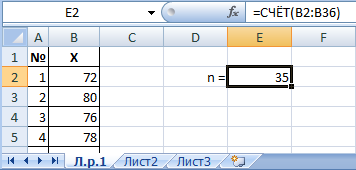 E2 fx =СЧЁТ(B2:B36)
A B C D E F
1 № X
2 1 72 n = 35
3 2 80
4 3 76
5 4 78
Л.р.1 Лист2 Лист3